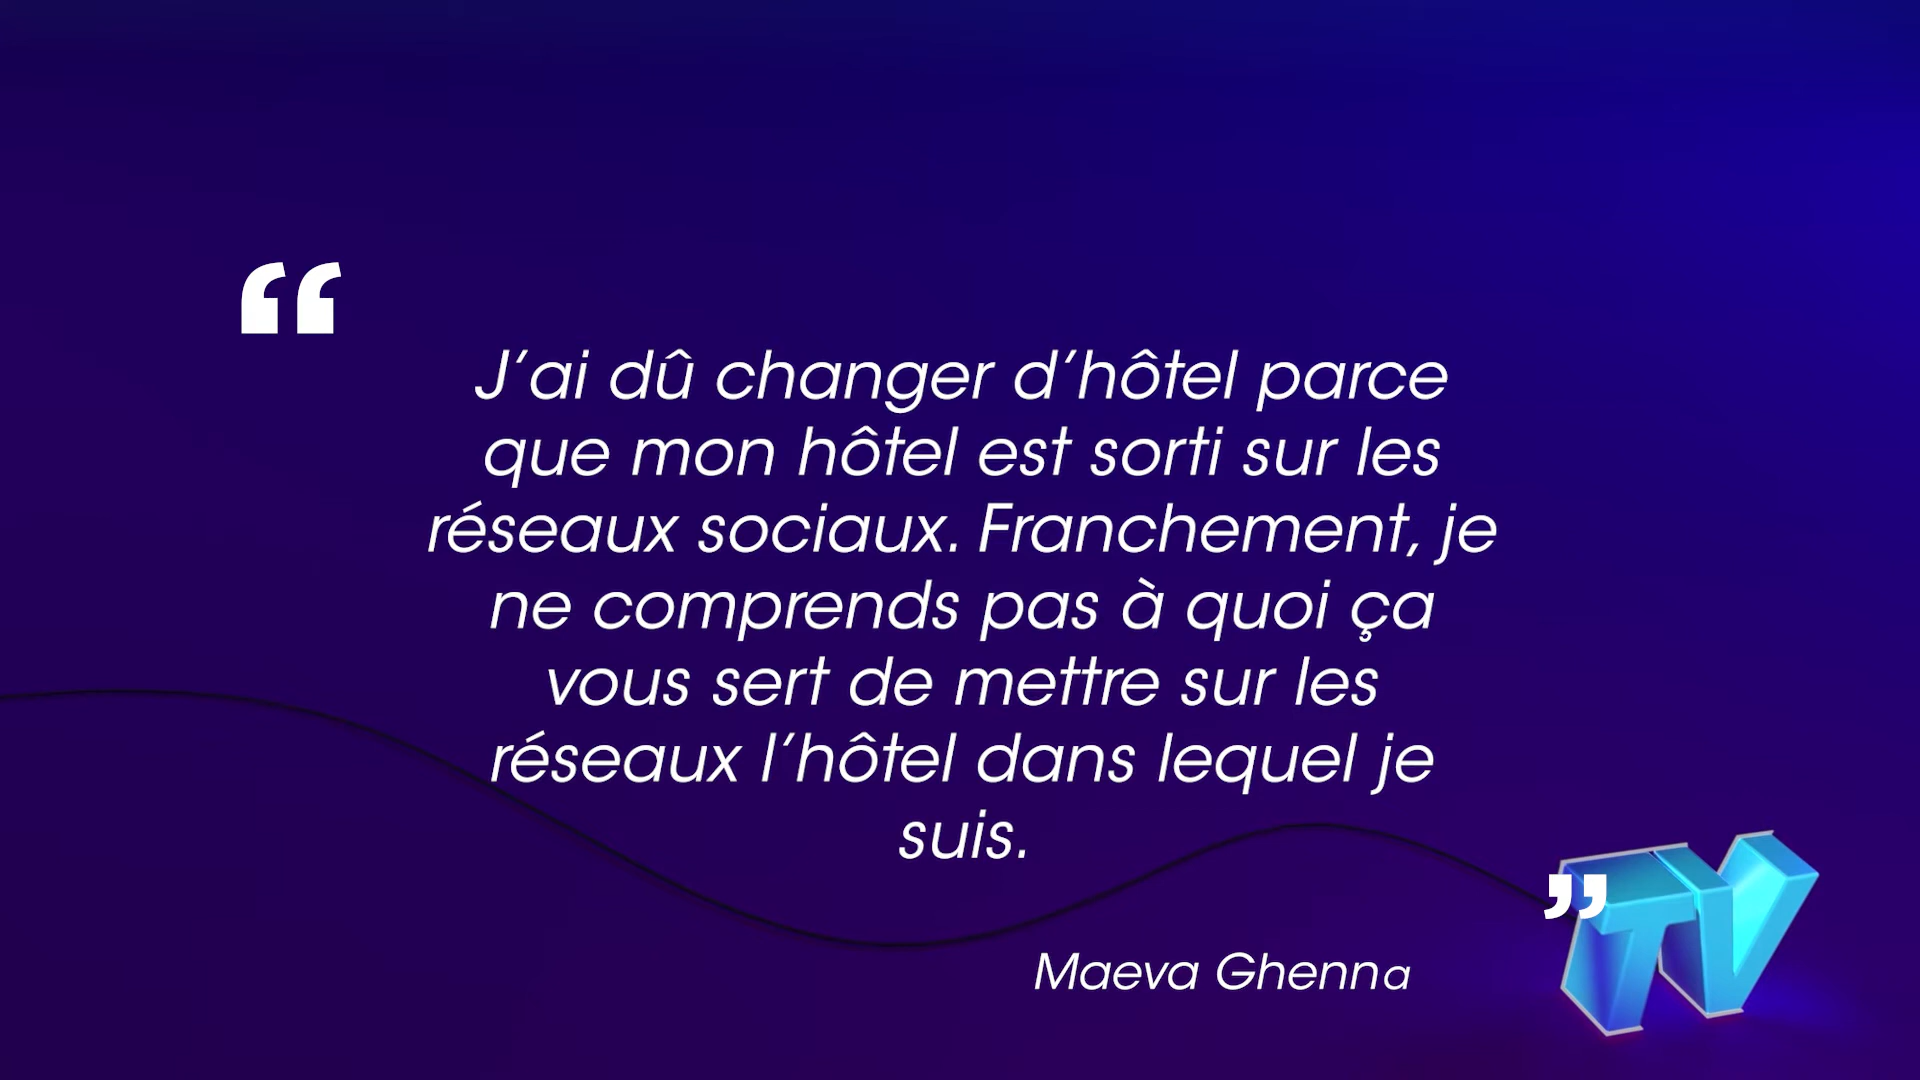 “
J’ai dû changer d’hôtel parce
que mon hôtel est sorti sur les
réseaux sociaux. Franchement, je
ne comprends pas à quoi ça
vous sert de mettre sur les
réseaux l’hôtel dans lequel je
suis.
”
Maeva Ghenna
TV